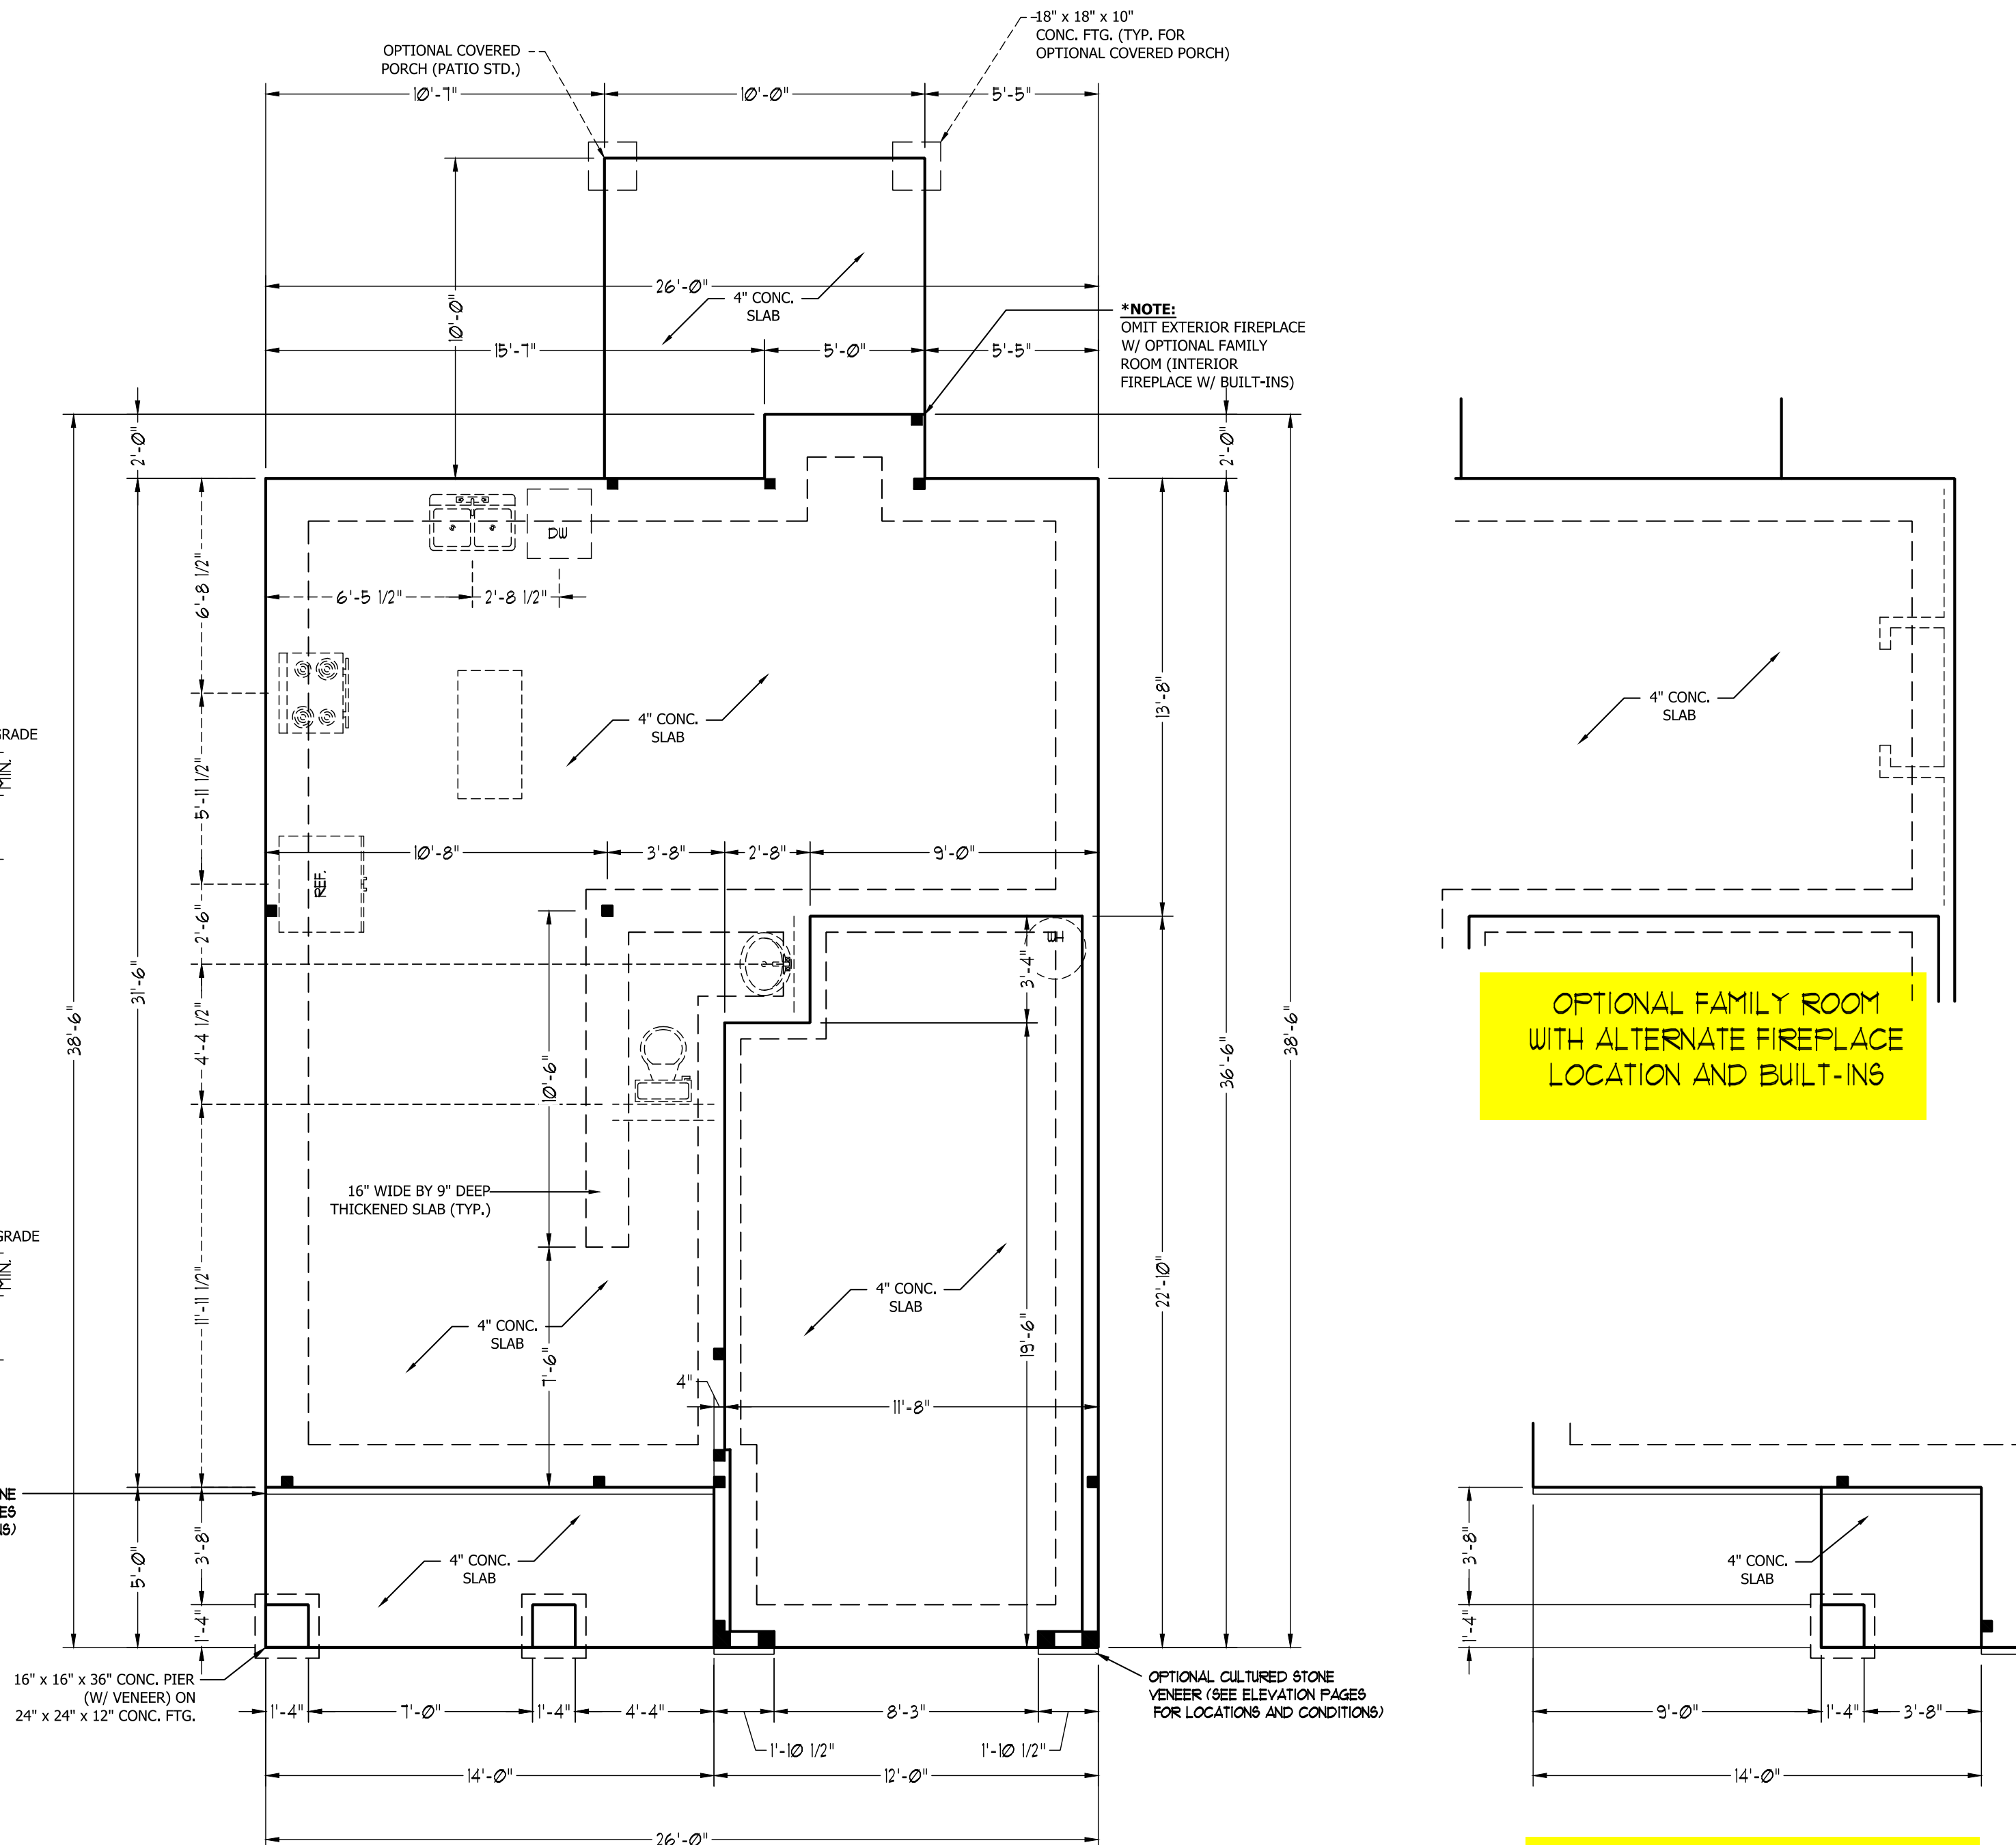 18" x 18" x 10"
CONC. FTG. (TYP. FOR
OPTIONAL COVERED PORCH)
OPTIONAL COVERED
PORCH (PATIO STD.)
10'-7"
10'-0"
5'-5"
26'-0"
4" CONC.
SLAB
10'-0"
*NOTE:
OMIT EXTERIOR FIREPLACE
W/ OPTIONAL FAMILY
ROOM (INTERIOR
FIREPLACE W/ BUILT-INS)
15'-7"
5'-0"
5'-5"
2'-0"
2'-0"
DW
6'-8 1/2"
6'-5 1/2"
2'-8 1/2"
13'-8"
4" CONC.
SLAB
4" CONC.
SLAB
GRADE
MIN.
5'-11 1/2"
10'-8"
3'-8"
2'-8"
9'-0"
REF.
2'-6"
WH
3'-4"
31'-6"
38'-6"
4'-4 1/2"
10'-6"
36'-6"
38'-6"
OPTIONAL FAMILY ROOM
WITH ALTERNATE FIREPLACE
LOCATION AND BUILT-INS
16" WIDE BY 9" DEEP
THICKENED SLAB (TYP.)
GRADE
MIN.
11'-11 1/2"
4" CONC.
SLAB
4" CONC.
SLAB
22'-10"
19'-6"
7'-6"
4"
11'-8"
NE
ES
NS)
5'-0"
3'-8"
4" CONC.
SLAB
1'-4"
3'-8"
4" CONC.
SLAB
1'-4"
16" x 16" x 36" CONC. PIER
(W/ VENEER) ON
24" x 24" x 12" CONC. FTG.
OPTIONAL CULTURED STONE
VENEER (SEE ELEVATION PAGES
FOR LOCATIONS AND CONDITIONS)
1'-4"
7'-0"
1'-4"
4'-4"
8'-3"
9'-0"
1'-4"
3'-8"
1'-10 1/2"
1'-10 1/2"
14'-0"
12'-0"
14'-0"
26'-0"